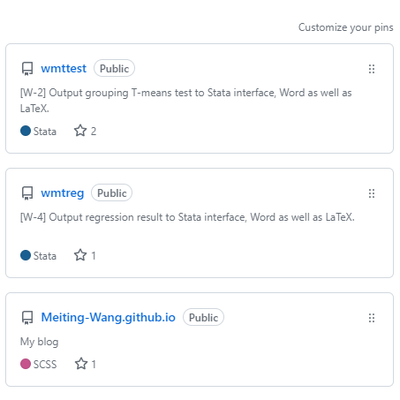 Customize your pins
wmttest Public
[W-2] Output grouping T-means test to Stata interface, Word as well as
LaTeX.
Stata 2
wmtreg Public
[W-4] Output regression result to Stata interface, Word as well as LaTeX.
Stata 1
Meiting-Wang.github.io Public
My blog
SCSS 1